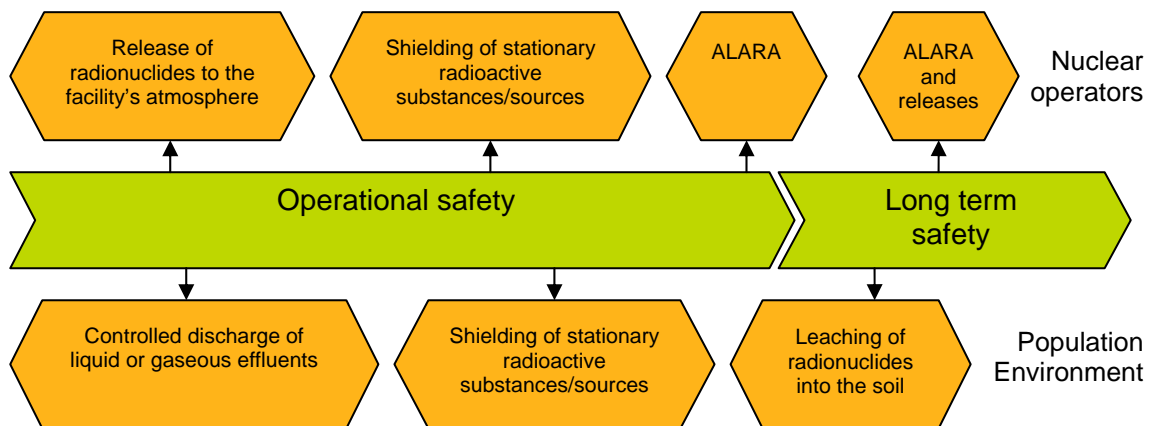 Release of
radionuclides to the
facility's atmosphere
Shielding of stationary
radioactive
substances/sources
ALARA
ALARA
and
releases
Nuclear
operators
Operational safety
Long term
safety
Controlled discharge of
liquid or gaseous effluents
Shielding of stationary
radioactive
substances/sources
Leaching of
radionuclides
into the soil
Population
Environment